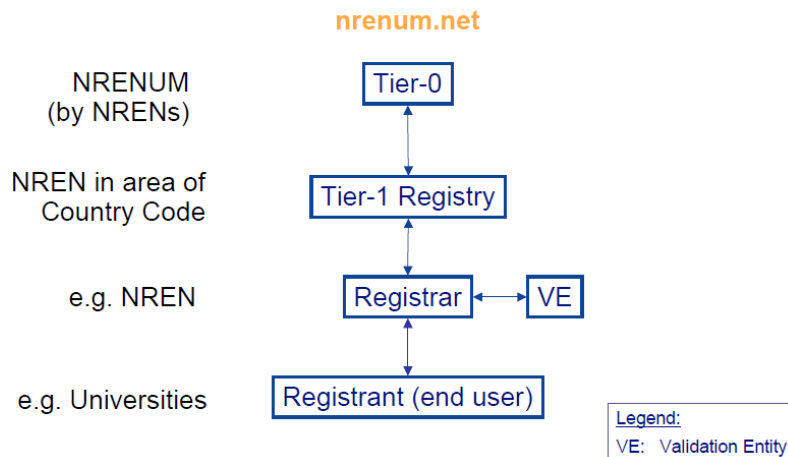 nrenum.net
NRENUM
(by NRENs)
Tier-0
NREN in area of
Country Code
Tier-1 Registry
e.g. NREN
Registrar
VE
e.g. Universities
Registrant (end user)
Legend:
VE: Validation Entity